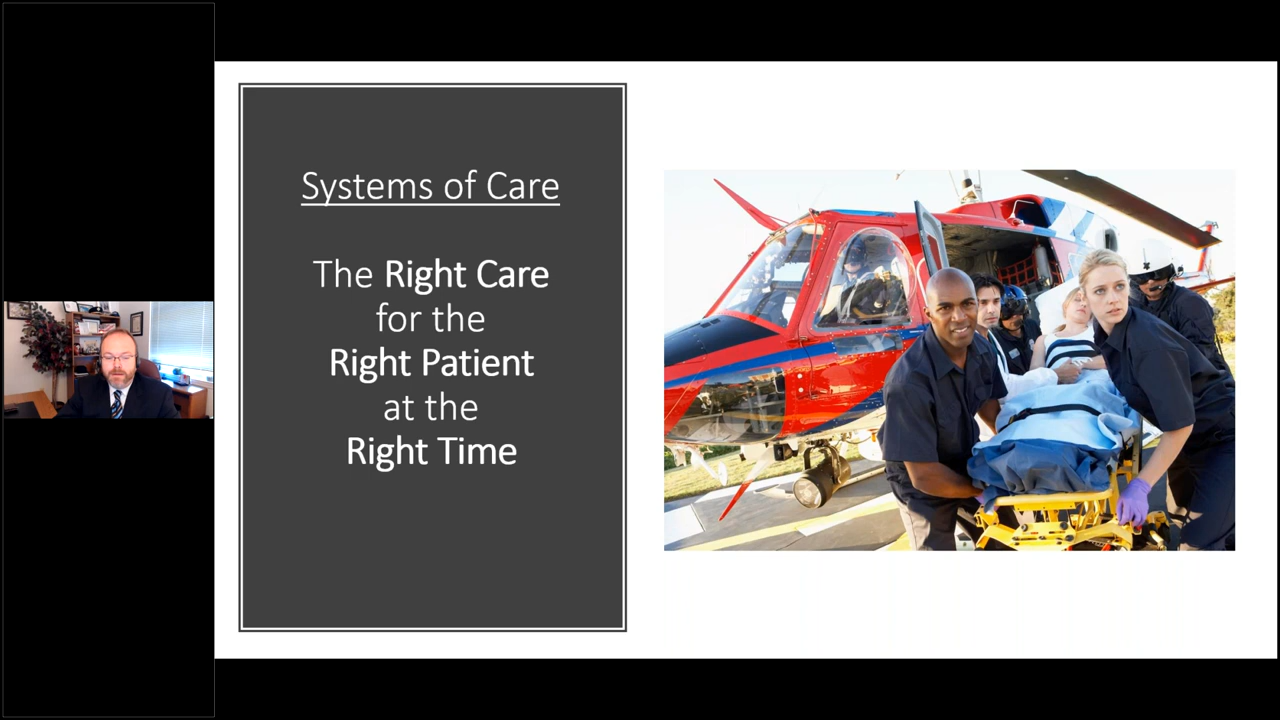 Systems of Care
The Right Care
for the
Right Patient
at the
Right Time